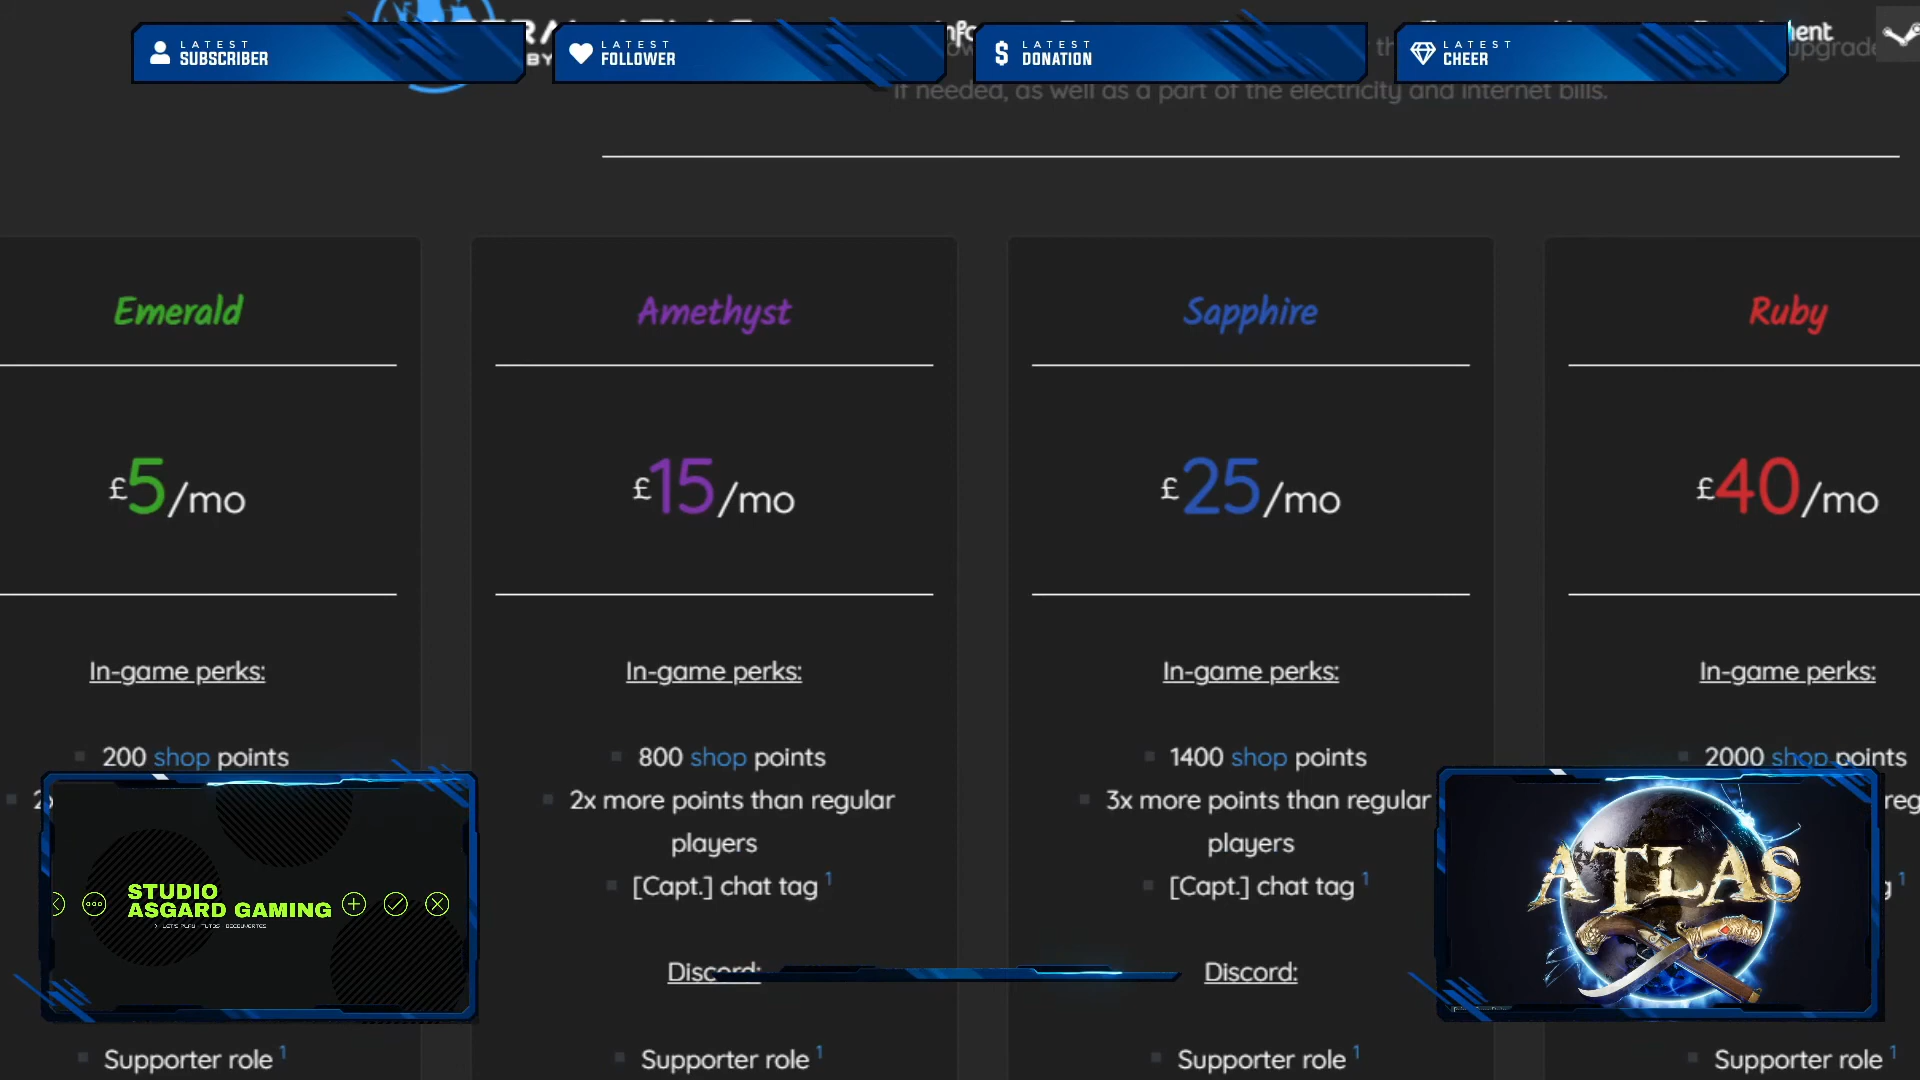 LATEST
SUBSCRIBER
LATEST
FOLLOWER
LATEST
DONATION
LATEST
CHEER
BY
upgrade
if needed, as well as a part of the electricity and internet bills.
Emerald
Amethyst
Sapphire
Ruby
£5/mo
£15/mo
£25/mo
£40/mo
In-game perks:
In-game perks:
In-game perks:
In-game perks:
200 shop points
800 shop points
1400 shop points
2000 shop points
2x more points than regular
players
3x more points than regular
players
[Capt.] chat tag 1
[Capt.] chat tag 1
Discord:
Discord:
Supporter role 1
Supporter role 1
Supporter role 1
Supporter role 1
STUDIO
ASGARD GAMING
ATLAS